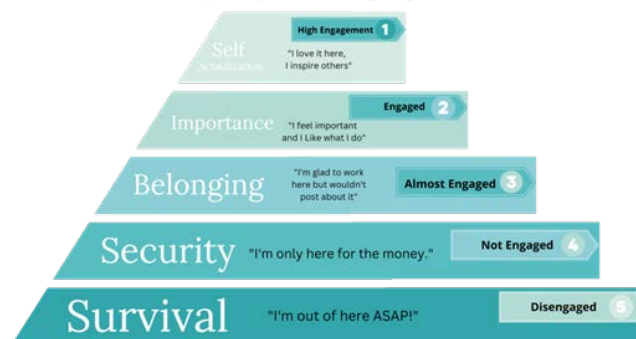 High Engagement 1
Self
Actualization
"I love it here,
I inspire others"
Engaged 2
Importance
"I feel important
and I Like what I do"
Belonging
"I'm glad to work
here but wouldn't
post about it"
Almost Engaged 3
Security
"I'm only here for the money."
Not Engaged 4
Survival
"I'm out of here ASAP!"
Disengaged 5